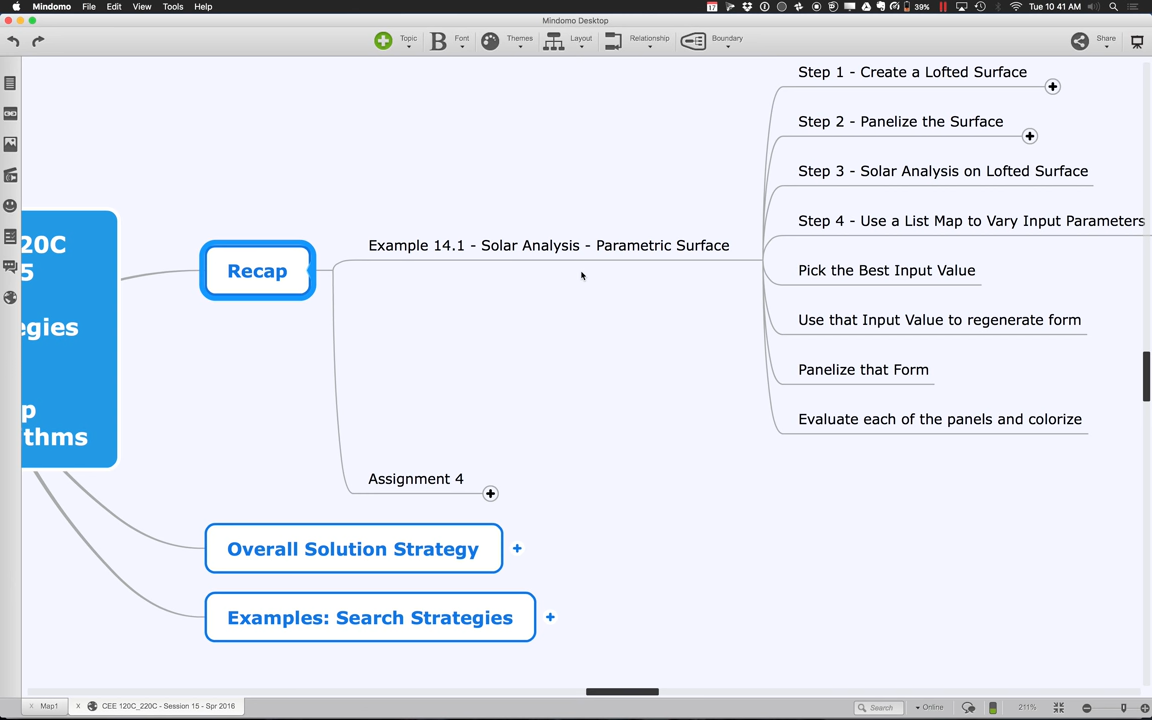 Mindomo File Edit View Tools Help
39% Tue 10 41 AM
Mindomo Desktop
Topic Font Themes Layout Relationship Boundary Share
Step 1 - Create a Lofted Surface
Step 2 - Panelize the Surface
Step 3 - Solar Analysis on Lofted Surface
Step 4 - Use a List Map to Vary Input Parameters
Example 14.1 - Solar Analysis - Parametric Surface
Pick the Best Input Value
Use that Input Value to regenerate form
Panelize that Form
Evaluate each of the panels and colorize
20C
5
egies
p
thms
Recap
Assignment 4
Overall Solution Strategy
Examples: Search Strategies
x Map1 x CEE 120C_220C - Session 15 - Spr 2016
Search Online 211%